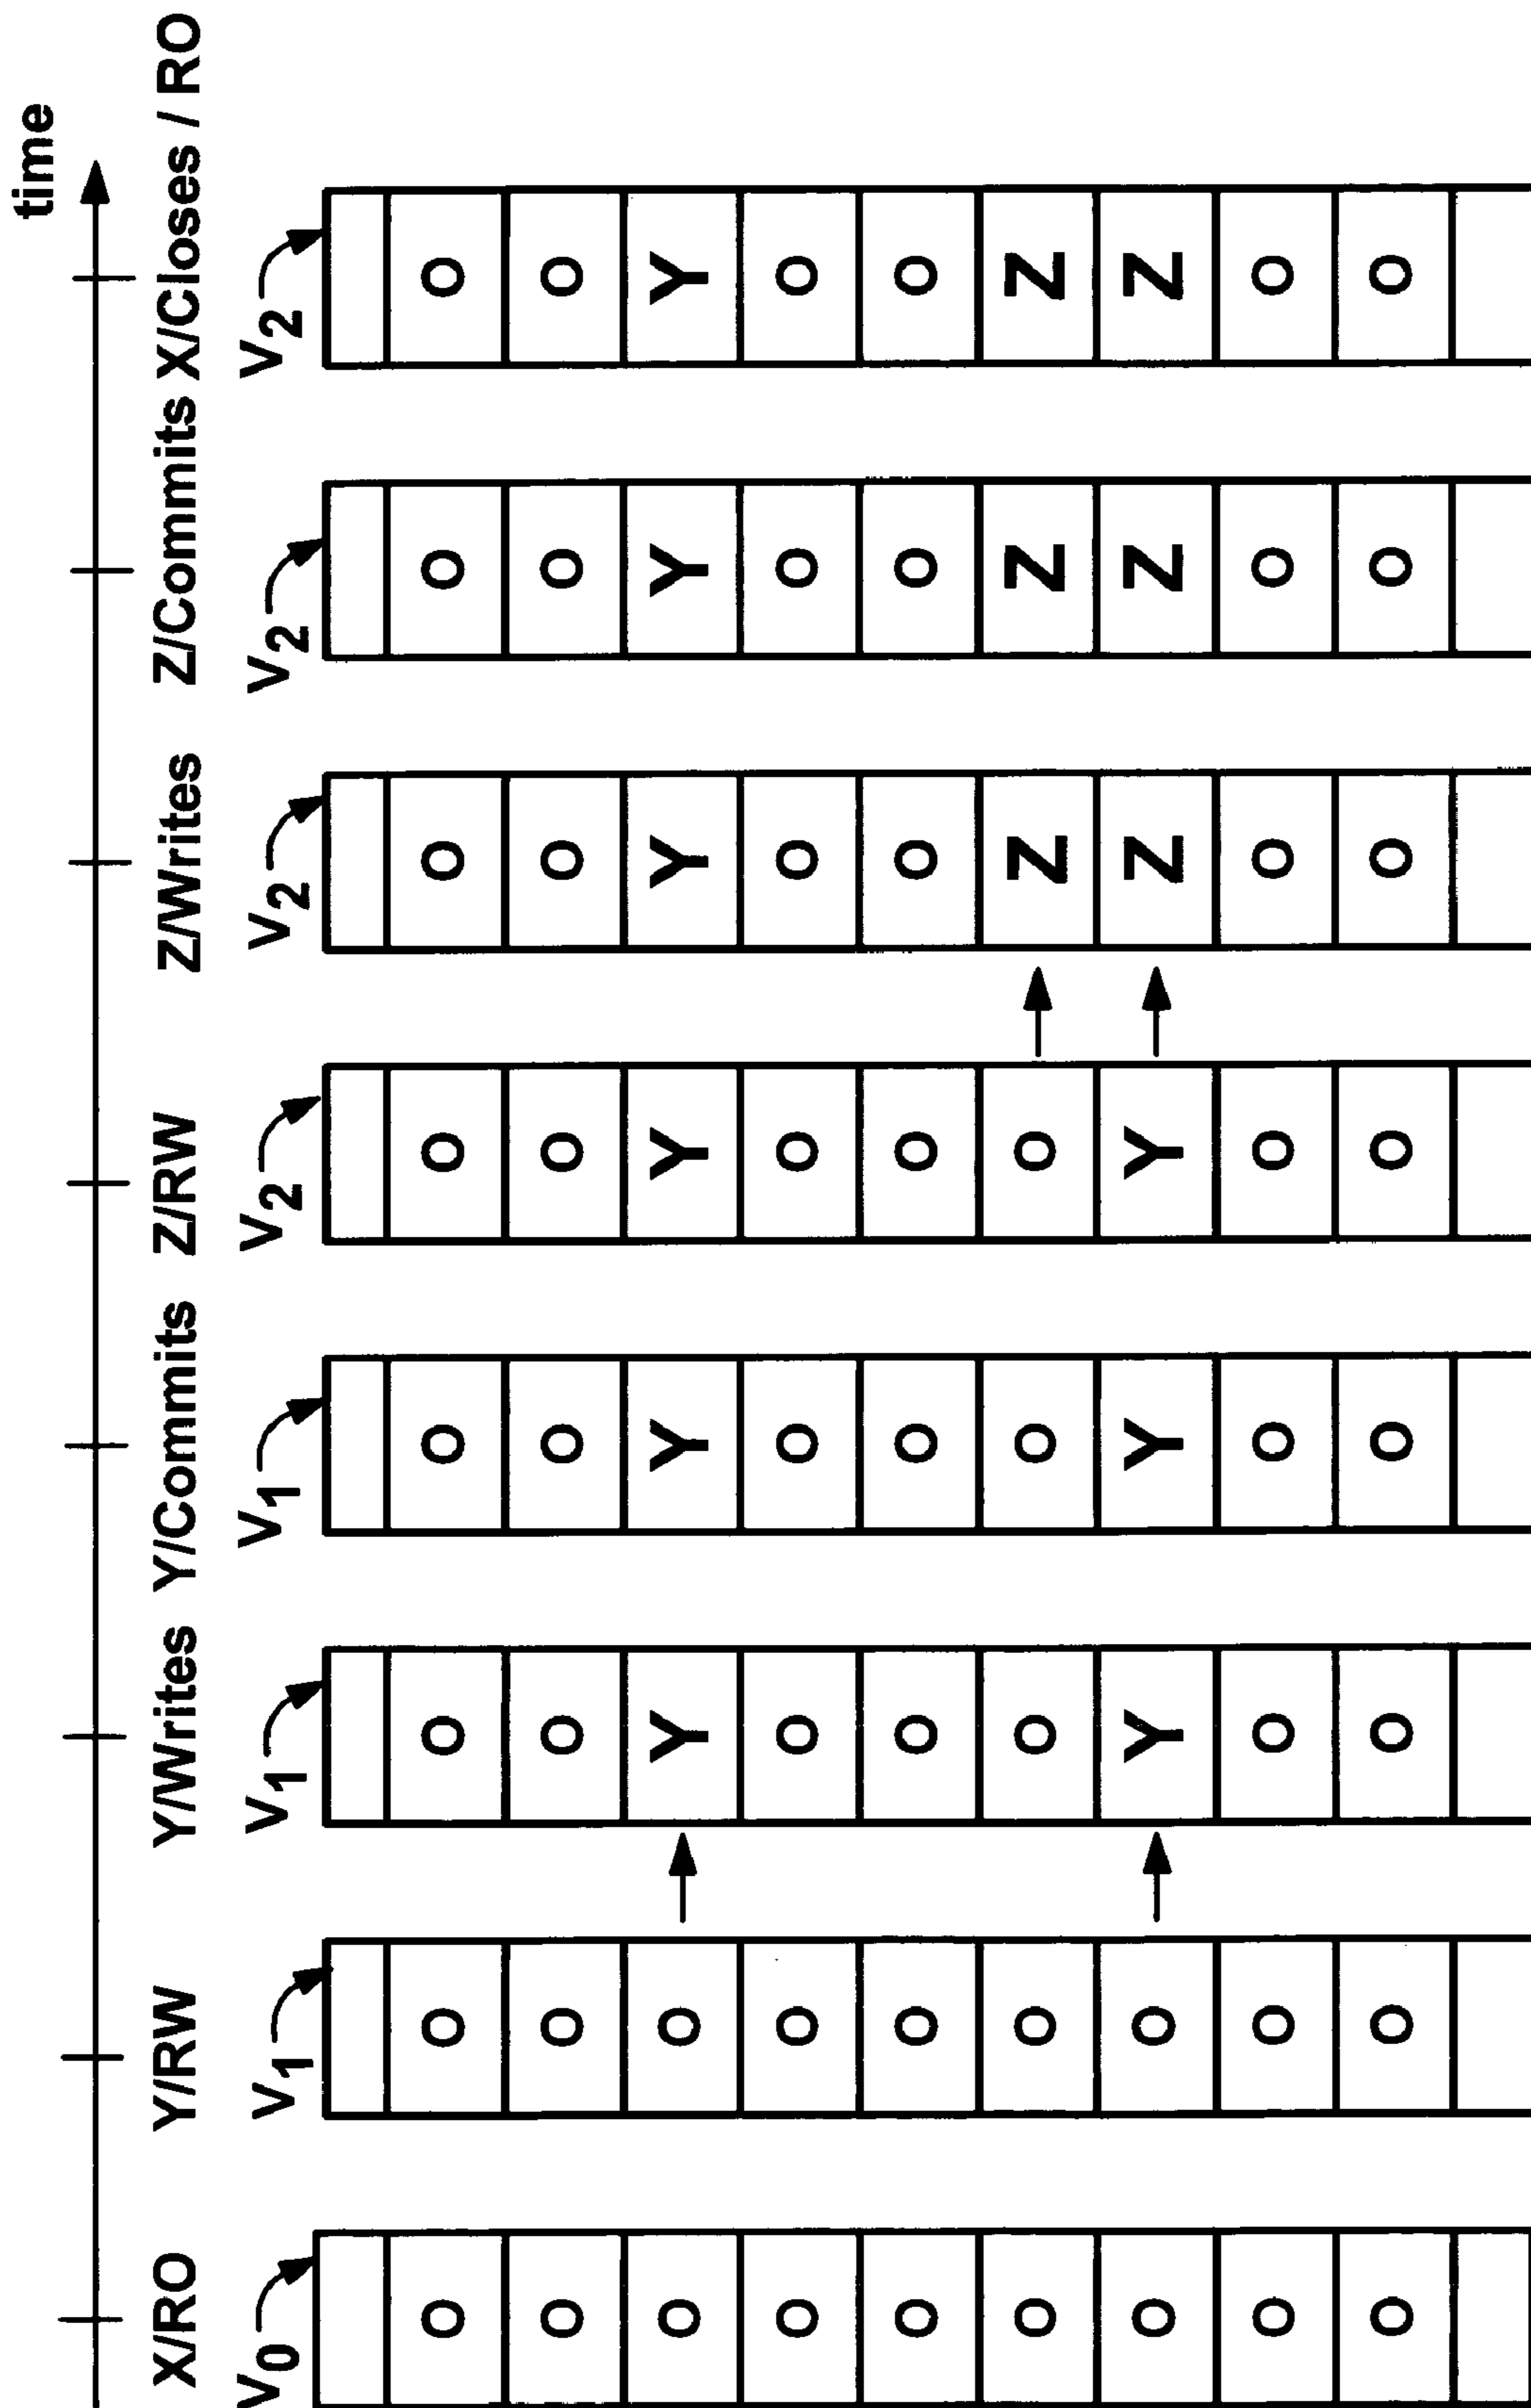 time
X/RO Y/RW Y/Writes Y/Commits Z/RW Z/Writes Z/Commits X/Closes / RO
V0 V1 V1 V1 V2 V2 V2 V2
O O O O O O O O
O O O O O O O O
O O Y Y Y Y Y Y
O O O O O O O O
O O O O O O O O
O O O O O Z Z Z
O O Y Y Y Z Z Z
O O O O O O O O
O O O O O O O O